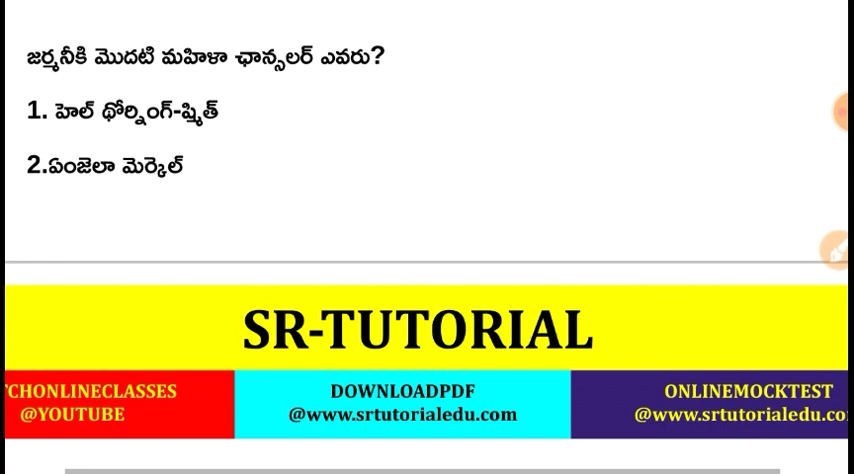 జర్మనీకి మొదటి మహిళా ఛాన్సలర్ ఎవరు?
1. హెల్ థోర్నింగ్-ష్మిత్
2.ఏంజెలా మెర్కెల్
SR-TUTORIAL
TCHONLINECLASSES
@YOUTUBE
DOWNLOADPDF
@www.srtutorialedu.com
ONLINEMOCKTEST
@www.srtutorialedu.co